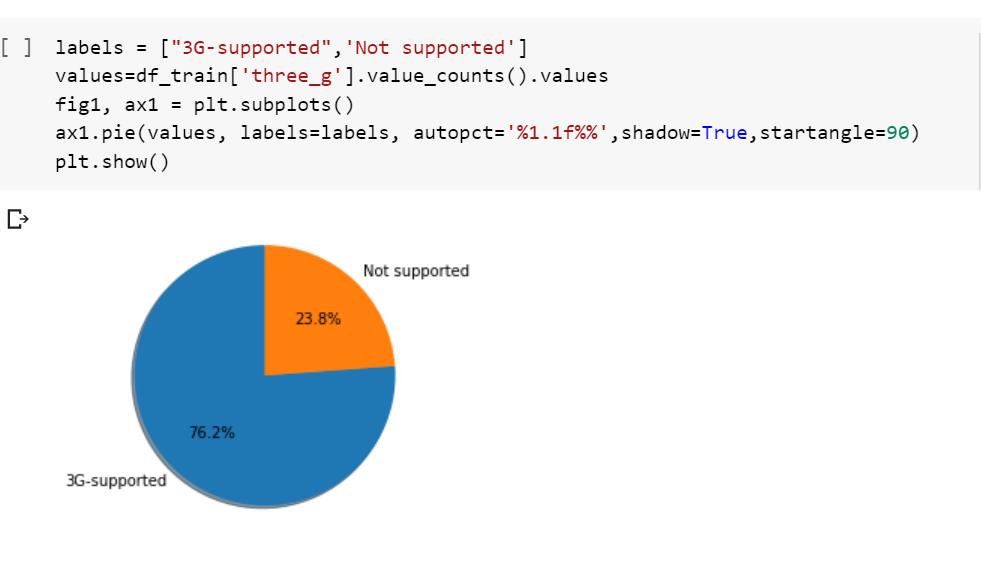 [ ] labels = ["3G-supported",'Not supported']
values=df_train['three_g'].value_counts().values
fig1, ax1 = plt.subplots()
ax1.pie(values, labels=labels, autopct='%1.1f%%',shadow=True,startangle=90)
plt.show()
Not supported
23.8%
76.2%
3G-supported